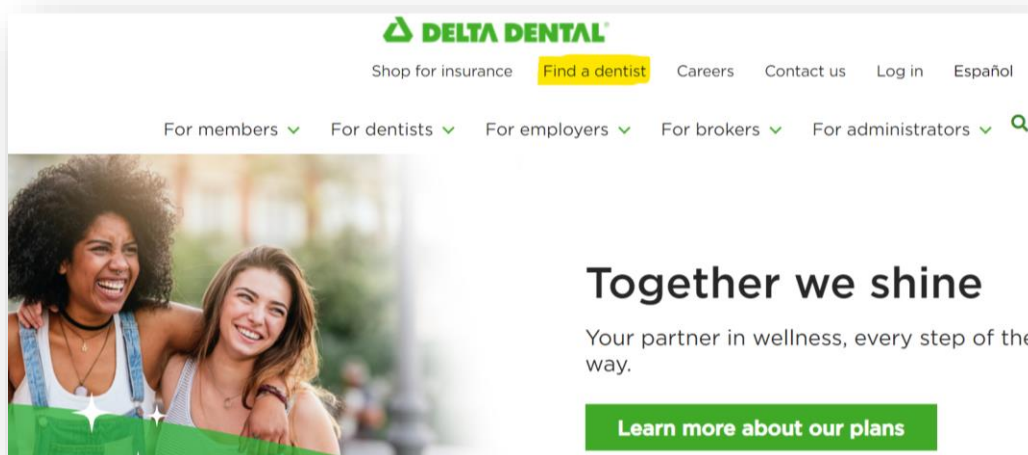 DELTA DENTAL
Shop for insurance Find a dentist Careers Contact us Log in Español
For members For dentists For employers For brokers For administrators
Together we shine
Your partner in wellness, every step of the
way.
Learn more about our plans